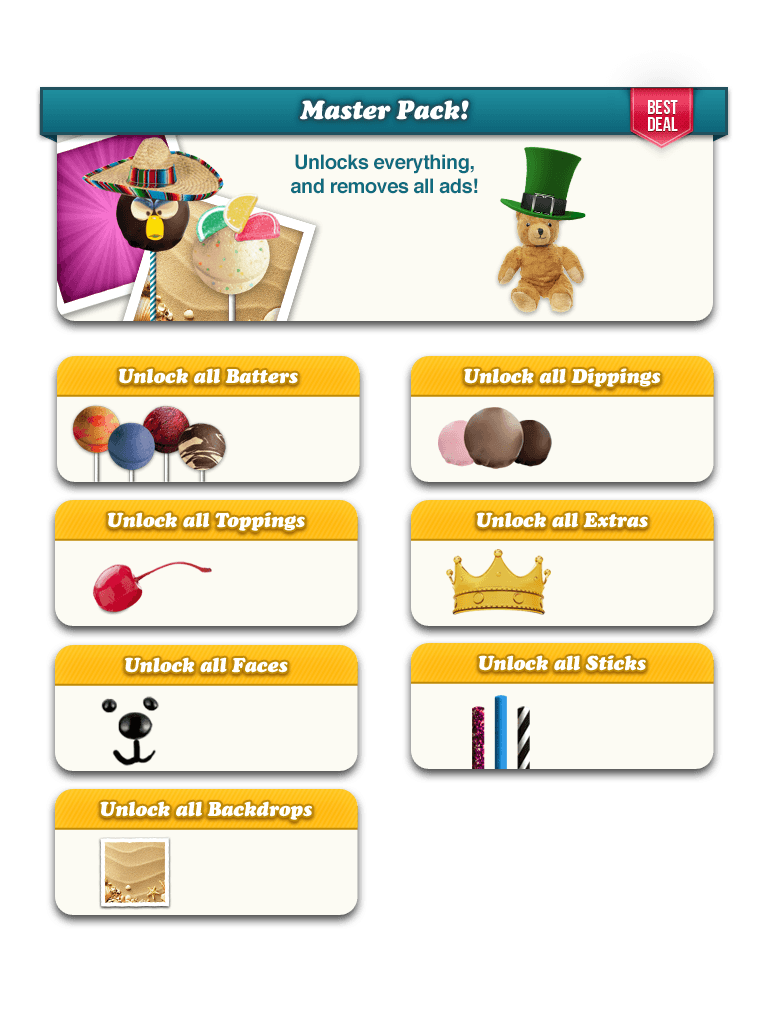 Master Pack!
BEST
DEAL
Unlocks everything,
and removes all ads!
Unlock all Batters
Unlock all Dippings
Unlock all Toppings
Unlock all Extras
Unlock all Faces
Unlock all Sticks
Unlock all Backdrops